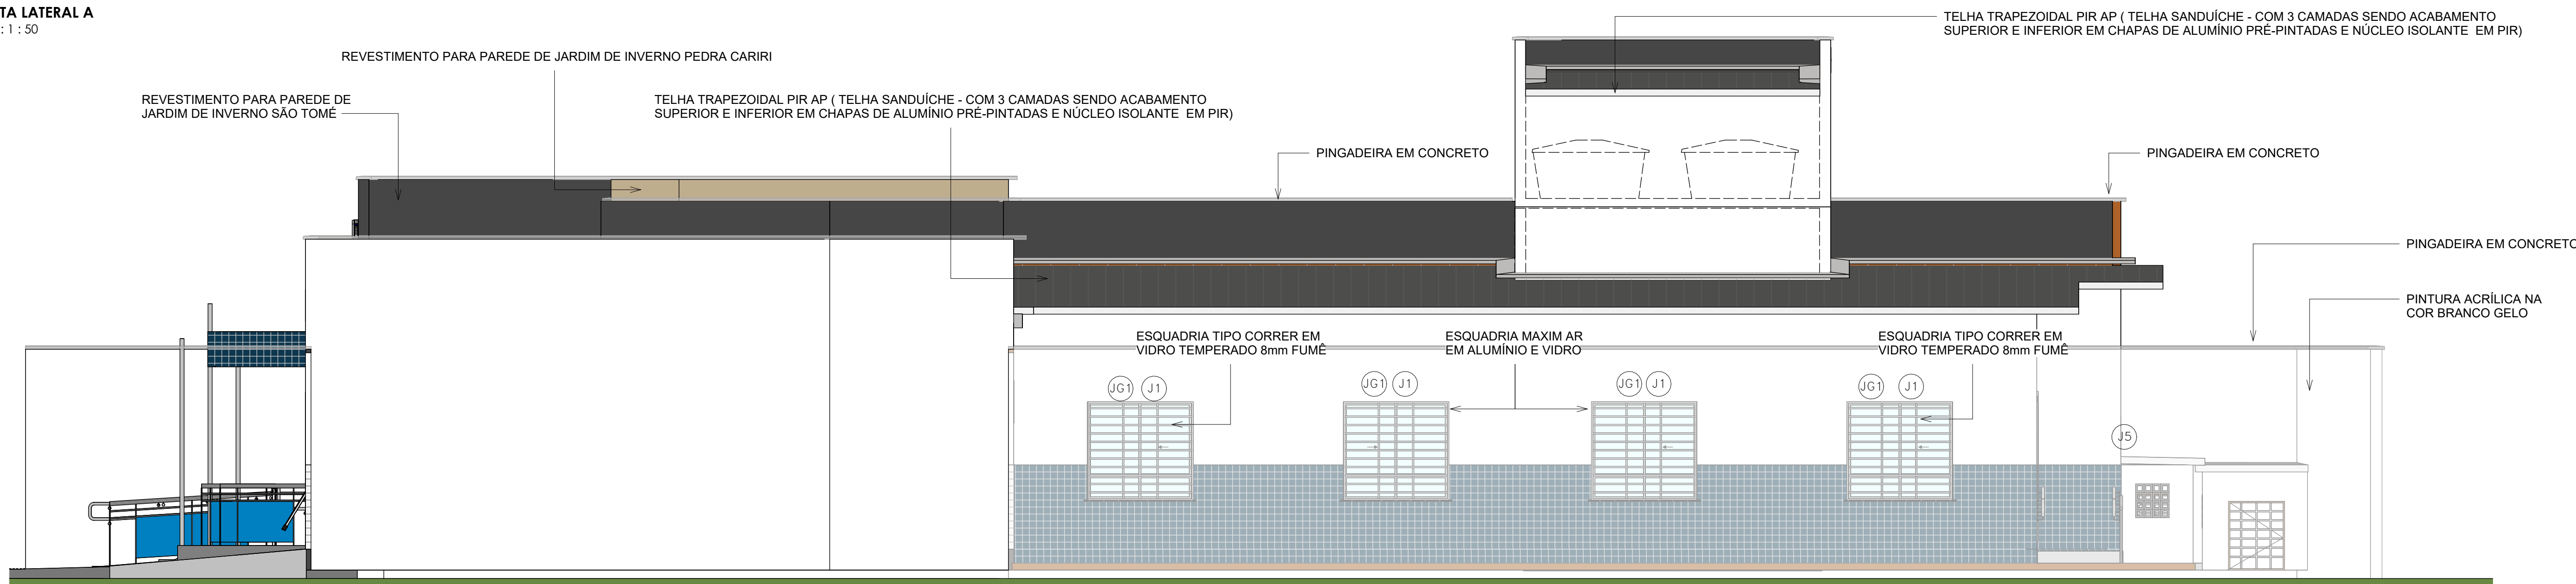 TA LATERAL A
: 1 : 50
REVESTIMENTO PARA PAREDE DE JARDIM DE INVERNO PEDRA CARIRI
REVESTIMENTO PARA PAREDE DE
JARDIM DE INVERNO SÃO TOMÉ
TELHA TRAPEZOIDAL PIR AP ( TELHA SANDUÍCHE - COM 3 CAMADAS SENDO ACABAMENTO
SUPERIOR E INFERIOR EM CHAPAS DE ALUMÍNIO PRÉ-PINTADAS E NÚCLEO ISOLANTE EM PIR)
TELHA TRAPEZOIDAL PIR AP ( TELHA SANDUÍCHE - COM 3 CAMADAS SENDO ACABAMENTO
SUPERIOR E INFERIOR EM CHAPAS DE ALUMÍNIO PRÉ-PINTADAS E NÚCLEO ISOLANTE EM PIR)
PINGADEIRA EM CONCRETO
PINGADEIRA EM CONCRETO
PINGADEIRA EM CONCRETO
PINTURA ACRÍLICA NA
COR BRANCO GELO
ESQUADRIA TIPO CORRER EM
VIDRO TEMPERADO 8mm FUMÊ
ESQUADRIA MAXIM AR
EM ALUMÍNIO E VIDRO
ESQUADRIA TIPO CORRER EM
VIDRO TEMPERADO 8mm FUMÊ
JG1 J1
JG1 J1
JG1 J1
JG1 J1
J5